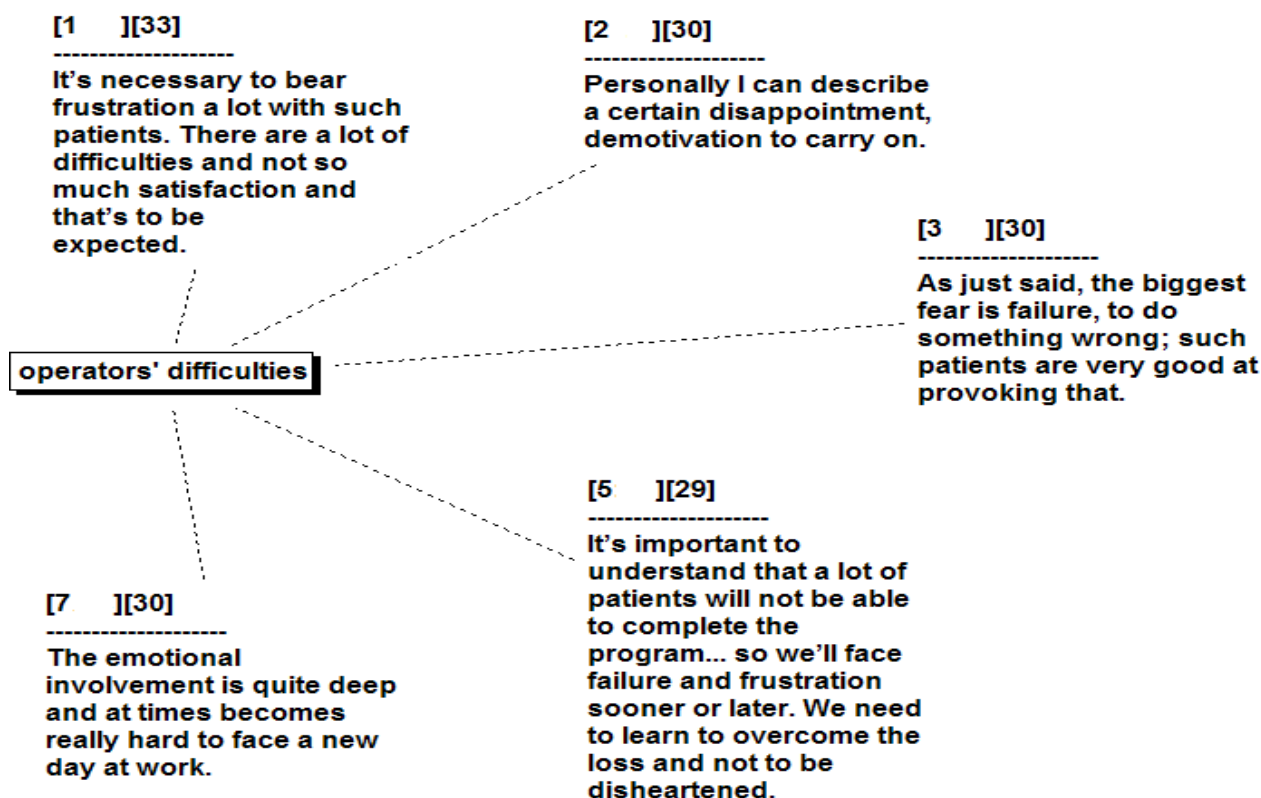 [1 ][33]
--------------------
It's necessary to bear
frustration a lot with such
patients. There are a lot of
difficulties and not so
much satisfaction and
that's to be
expected.
[2 ][30]
--------------------
Personally I can describe
a certain disappointment,
demotivation to carry on.
[3 ][30]
--------------------
As just said, the biggest
fear is failure, to do
something wrong; such
patients are very good at
provoking that.
operators' difficulties
[5 ][29]
--------------------
It's important to
understand that a lot of
patients will not be able
to complete the
program... so we'll face
failure and frustration
sooner or later. We need
to learn to overcome the
loss and not to be
disheartened.
[7 ][30]
--------------------
The emotional
involvement is quite deep
and at times becomes
really hard to face a new
day at work.